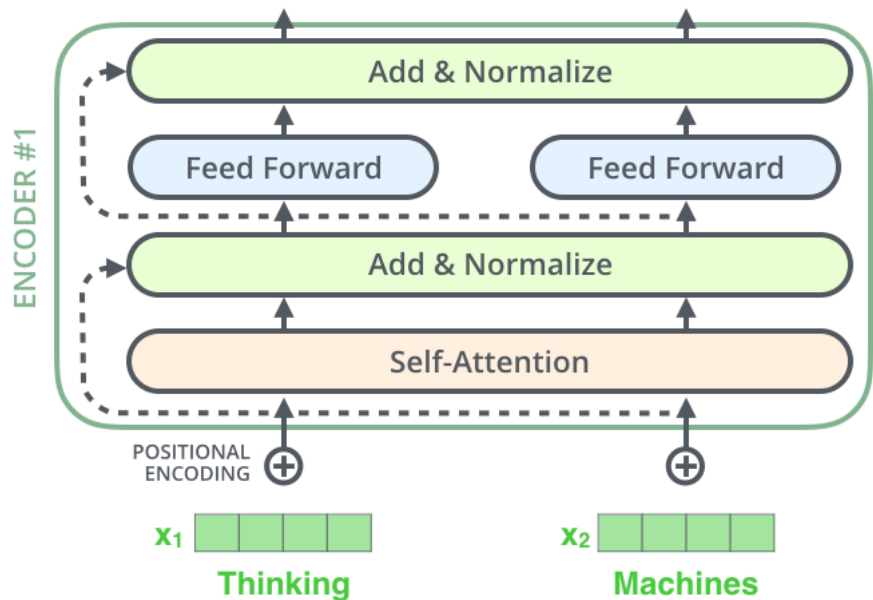 ENCODER #1
Add & Normalize
Feed Forward
Feed Forward
Add & Normalize
Self-Attention
POSITIONAL
ENCODING
x1
x2
Thinking
Machines